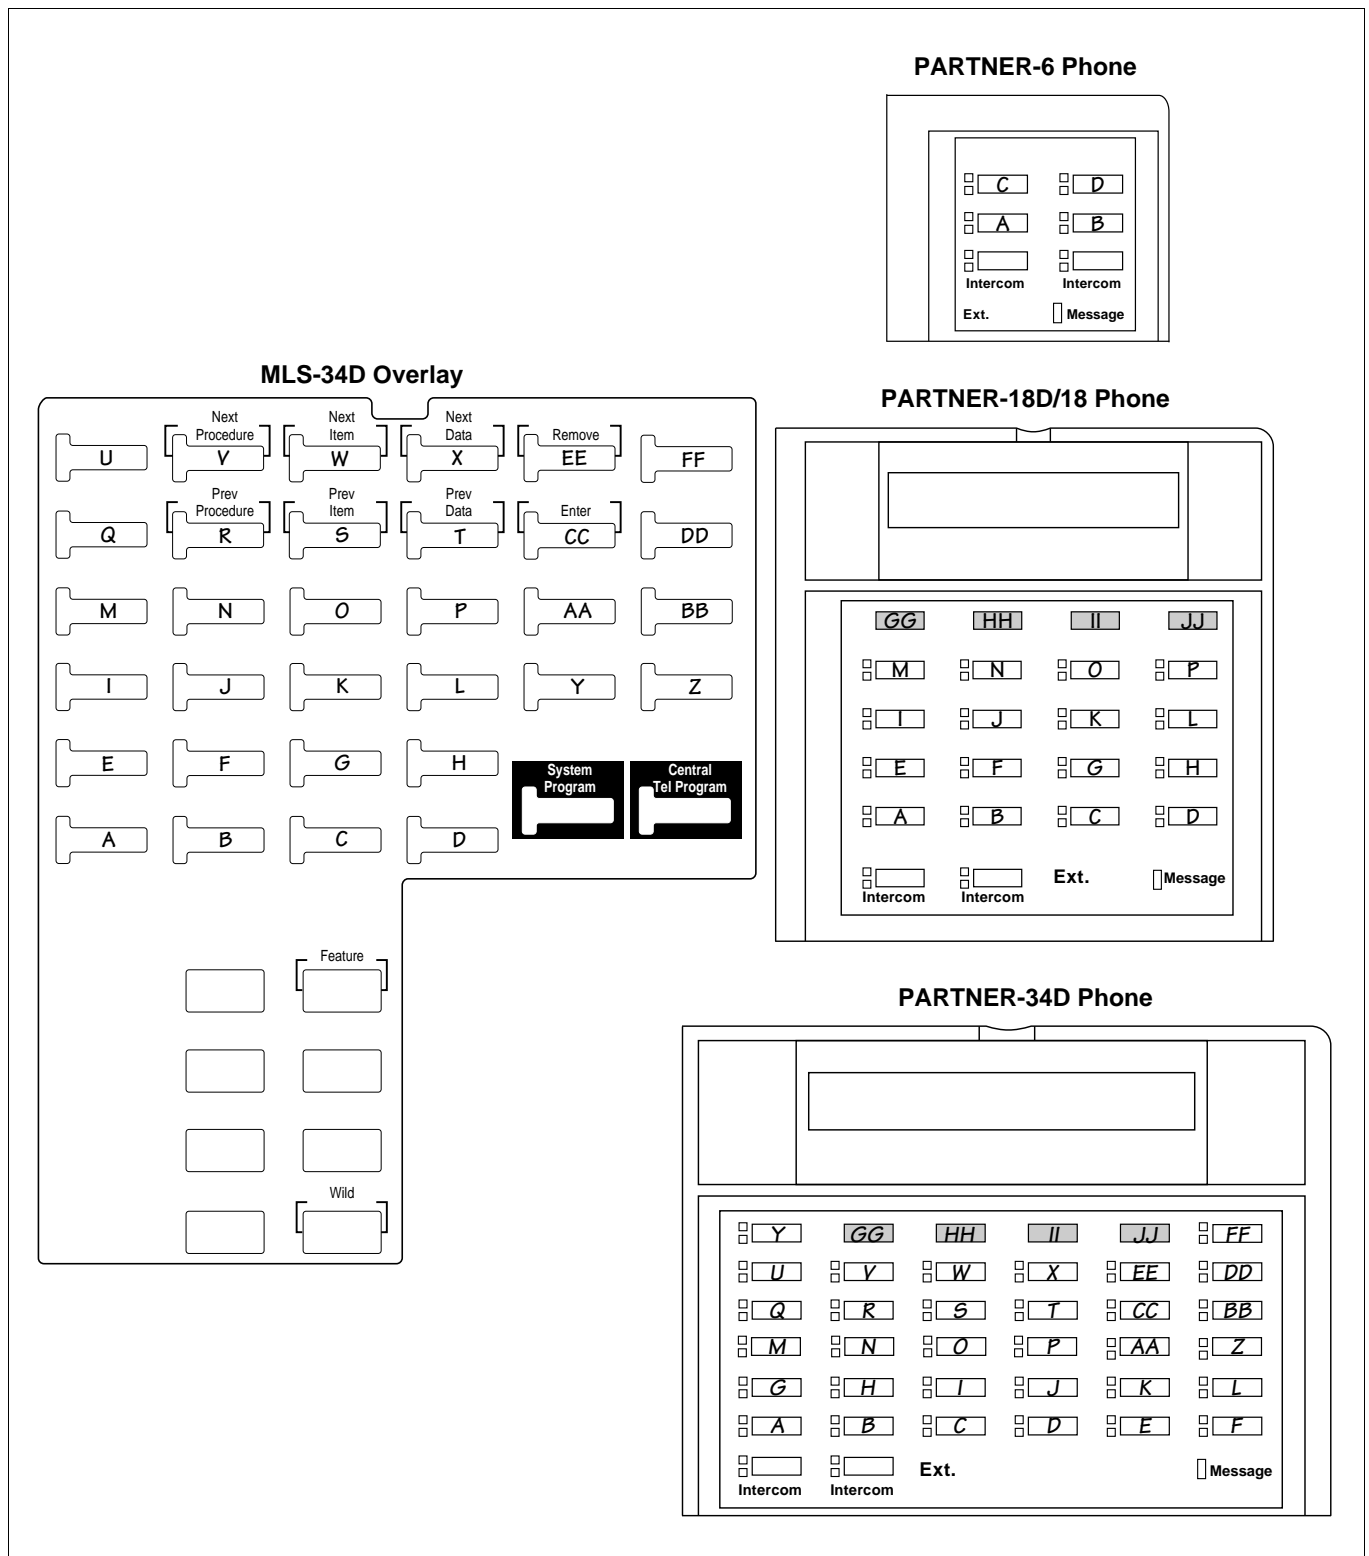 PARTNER-6 Phone
C D
A B
Intercom Intercom
Ext. Message
MLS-34D Overlay
Next Next Next
Procedure Item Data Remove
U V W X EE FF
Prev Prev Prev
Procedure Item Data Enter
Q R S T CC DD
M N O P AA BB
I J K L Y Z
E F G H
System Central
Program Tel Program
A B C D
Feature
Wild
PARTNER-18D/18 Phone
GG HH II JJ
M N O P
I J K L
E F G H
A B C D
Ext. Message
Intercom Intercom
PARTNER-34D Phone
Y GG HH II JJ FF
U V W X EE DD
Q R S T CC BB
M N O P AA Z
G H I J K L
A B C D E F
Ext. Message
Intercom Intercom